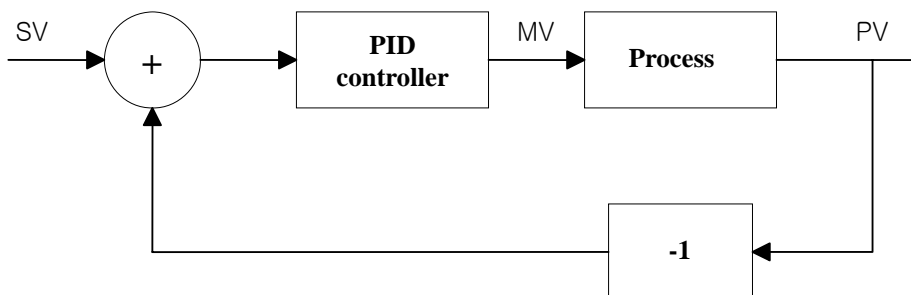 SV
+
PID
controller
MV
Process
PV
-1